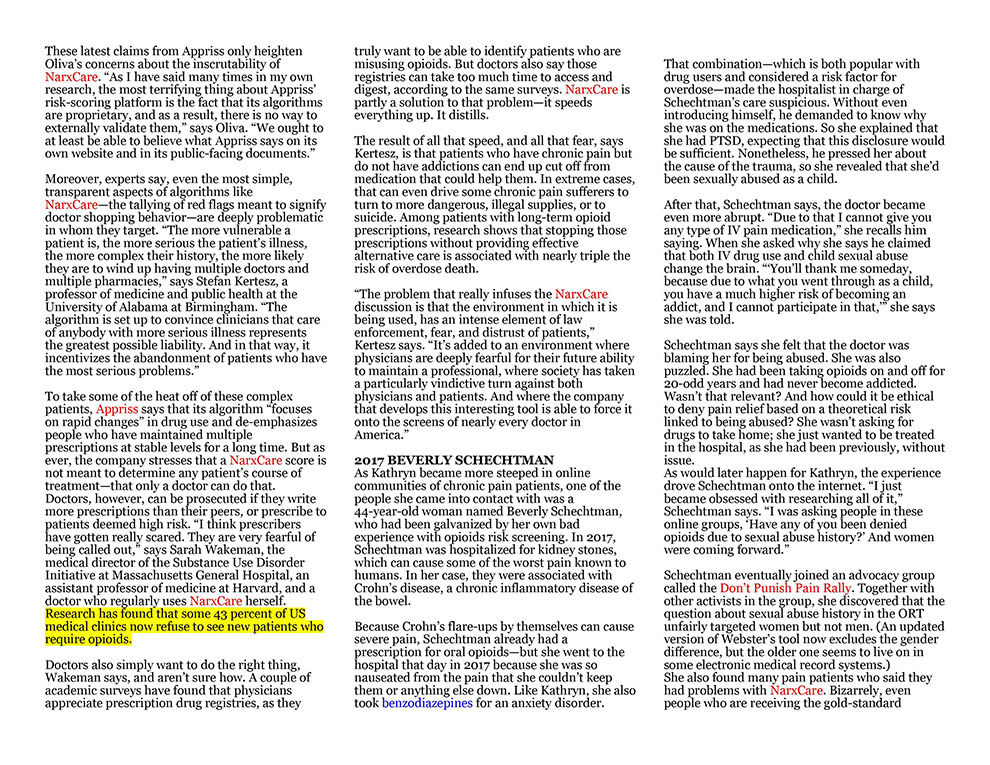 These latest claims from Appriss only heighten
Oliva’s concerns about the inscrutability of
NarxCare. “As I have said many times in my own
research, the most terrifying thing about Appriss’
risk-scoring platform is the fact that its algorithms
are proprietary, and as a result, there is no way to
externally validate them,” says Oliva. “We ought to
at least be able to believe what Appriss says on its
own website and in its public-facing documents.”
Moreover, experts say, even the most simple,
transparent aspects of algorithms like
NarxCare—the tallying of red flags meant to signify
doctor shopping behavior—are deeply problematic
in whom they target. “The more vulnerable a
patient is, the more serious the patient’s illness,
the more complex their history, the more likely
they are to wind up having multiple doctors and
multiple pharmacies,” says Stefan Kertesz, a
professor of medicine and public health at the
University of Alabama at Birmingham. “The
algorithm is set up to convince clinicians that care
of anybody with more serious illness represents
the greatest possible liability. And in that way, it
incentivizes the abandonment of patients who have
the most serious problems.”
To take some of the heat off of these complex
patients, Appriss says that its algorithm “focuses
on rapid changes” in drug use and de-emphasizes
people who have maintained multiple
prescriptions at stable levels for a long time. But as
ever, the company stresses that a NarxCare score is
not meant to determine any patient’s course of
treatment—that only a doctor can do that.
Doctors, however, can be prosecuted if they write
more prescriptions than their peers, or prescribe to
patients deemed high risk. “I think prescribers
have gotten really scared. They are very fearful of
being called out,” says Sarah Wakeman, the
medical director of the Substance Use Disorder
Initiative at Massachusetts General Hospital, an
assistant professor of medicine at Harvard, and a
doctor who regularly uses NarxCare herself.
Research has found that some 43 percent of US
medical clinics now refuse to see new patients who
require opioids.
Doctors also simply want to do the right thing,
Wakeman says, and aren’t sure how. A couple of
academic surveys have found that physicians
appreciate prescription drug registries, as they
truly want to be able to identify patients who are
misusing opioids. But doctors also say those
registries can take too much time to access and
digest, according to the same surveys. NarxCare is
partly a solution to that problem—it speeds
everything up. It distills.
The result of all that speed, and all that fear, says
Kertesz, is that patients who have chronic pain but
do not have addictions can end up cut off from
medication that could help them. In extreme cases,
that can even drive some chronic pain sufferers to
turn to more dangerous, illegal supplies, or to
suicide. Among patients with long-term opioid
prescriptions, research shows that stopping those
prescriptions without providing effective
alternative care is associated with nearly triple the
risk of overdose death.
“The problem that really infuses the NarxCare
discussion is that the environment in which it is
being used, has an intense element of law
enforcement, fear, and distrust of patients,”
Kertesz says. “It’s added to an environment where
physicians are deeply fearful for their future ability
to maintain a professional, where society has taken
a particularly vindictive turn against both
physicians and patients. And where the company
that develops this interesting tool is able to force it
onto the screens of nearly every doctor in
America.”
2017 BEVERLY SCHECHTMAN
As Kathryn became more steeped in online
communities of chronic pain patients, one of the
people she came into contact with was a
44-year-old woman named Beverly Schechtman,
who had been galvanized by her own bad
experience with opioids risk screening. In 2017,
Schechtman was hospitalized for kidney stones,
which can cause some of the worst pain known to
humans. In her case, they were associated with
Crohn’s disease, a chronic inflammatory disease of
the bowel.
Because Crohn’s flare-ups by themselves can cause
severe pain, Schechtman already had a
prescription for oral opioids—but she went to the
hospital that day in 2017 because she was so
nauseated from the pain that she couldn’t keep
them or anything else down. Like Kathryn, she also
took benzodiazepines for an anxiety disorder.
That combination—which is both popular with
drug users and considered a risk factor for
overdose—made the hospitalist in charge of
Schechtman’s care suspicious. Without even
introducing himself, he demanded to know why
she was on the medications. So she explained that
she had PTSD, expecting that this disclosure would
be sufficient. Nonetheless, he pressed her about
the cause of the trauma, so she revealed that she’d
been sexually abused as a child.
After that, Schechtman says, the doctor became
even more abrupt. “Due to that I cannot give you
any type of IV pain medication,” she recalls him
saying. When she asked why she says he claimed
that both IV drug use and child sexual abuse
change the brain. “‘You’ll thank me someday,
because due to what you went through as a child,
you have a much higher risk of becoming an
addict, and I cannot participate in that,’” she says
she was told.
Schechtman says she felt that the doctor was
blaming her for being abused. She was also
puzzled. She had been taking opioids on and off for
20-odd years and had never become addicted.
Wasn’t that relevant? And how could it be ethical
to deny pain relief based on a theoretical risk
linked to being abused? She wasn’t asking for
drugs to take home; she just wanted to be treated
in the hospital, as she had been previously, without
issue.
As would later happen for Kathryn, the experience
drove Schechtman onto the internet. “I just
became obsessed with researching all of it,”
Schechtman says. “I was asking people in these
online groups, ‘Have any of you been denied
opioids due to sexual abuse history?’ And women
were coming forward.”
Schechtman eventually joined an advocacy group
called the Don’t Punish Pain Rally. Together with
other activists in the group, she discovered that the
question about sexual abuse history in the ORT
unfairly targeted women but not men. (An updated
version of Webster’s tool now excludes the gender
difference, but the older one seems to live on in
some electronic medical record systems.)
She also found many pain patients who said they
had problems with NarxCare. Bizarrely, even
people who are receiving the gold-standard